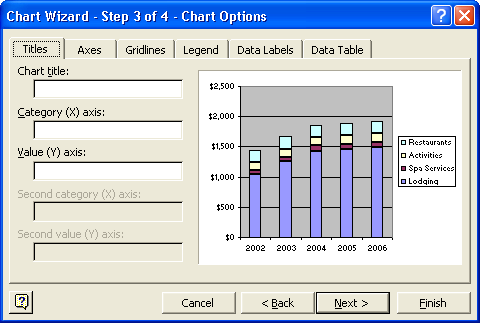 Chart Wizard - Step 3 of 4 - Chart Options
Titles Axes Gridlines Legend Data Labels Data Table
Chart title:
Category (X) axis:
Value (Y) axis:
Second category (X) axis:
Second value (Y) axis:
$2,500
$2,000
$1,500
$1,000
$500
$0
2002 2003 2004 2005 2006
Restaurants
Activities
Spa Services
Lodging
Cancel < Back Next > Finish